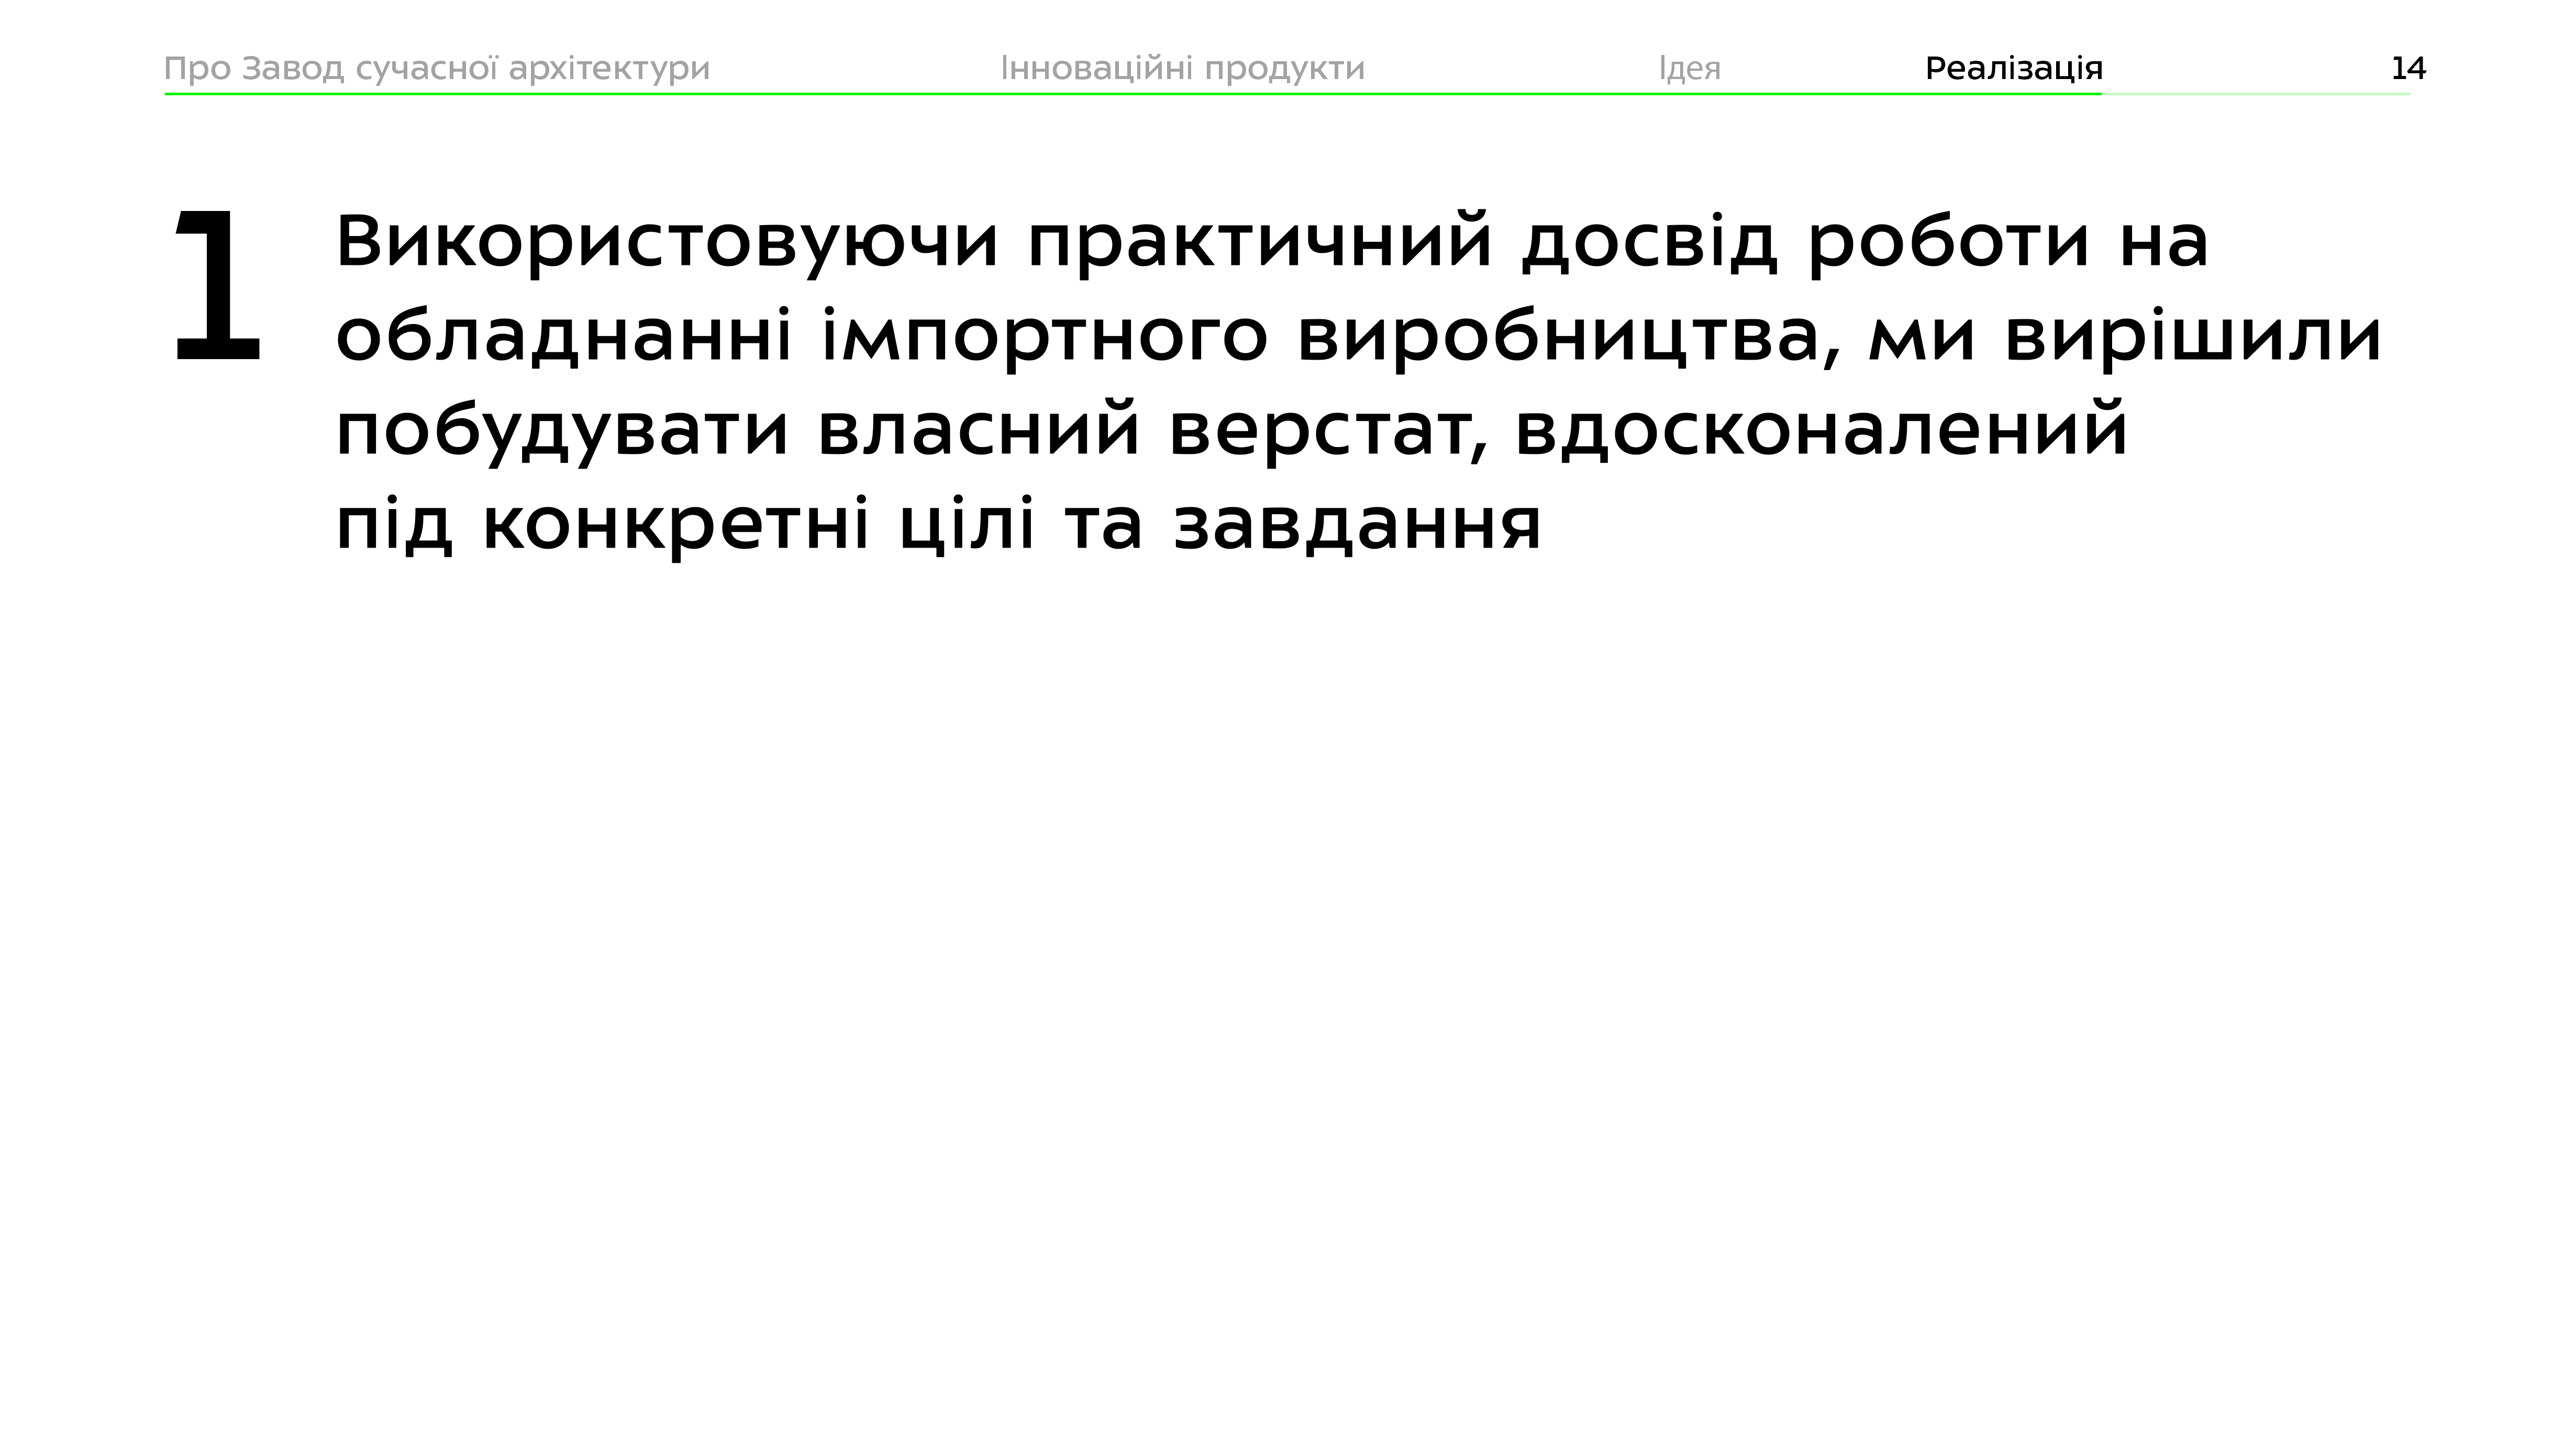 Про Завод сучасної архітектури Інноваційні продукти Ідея Реалізація 14
1 Використовуючи практичний досвід роботи на
обладнанні імпортного виробництва, ми вирішили
побудувати власний верстат, вдосконалений
під конкретні цілі та завдання